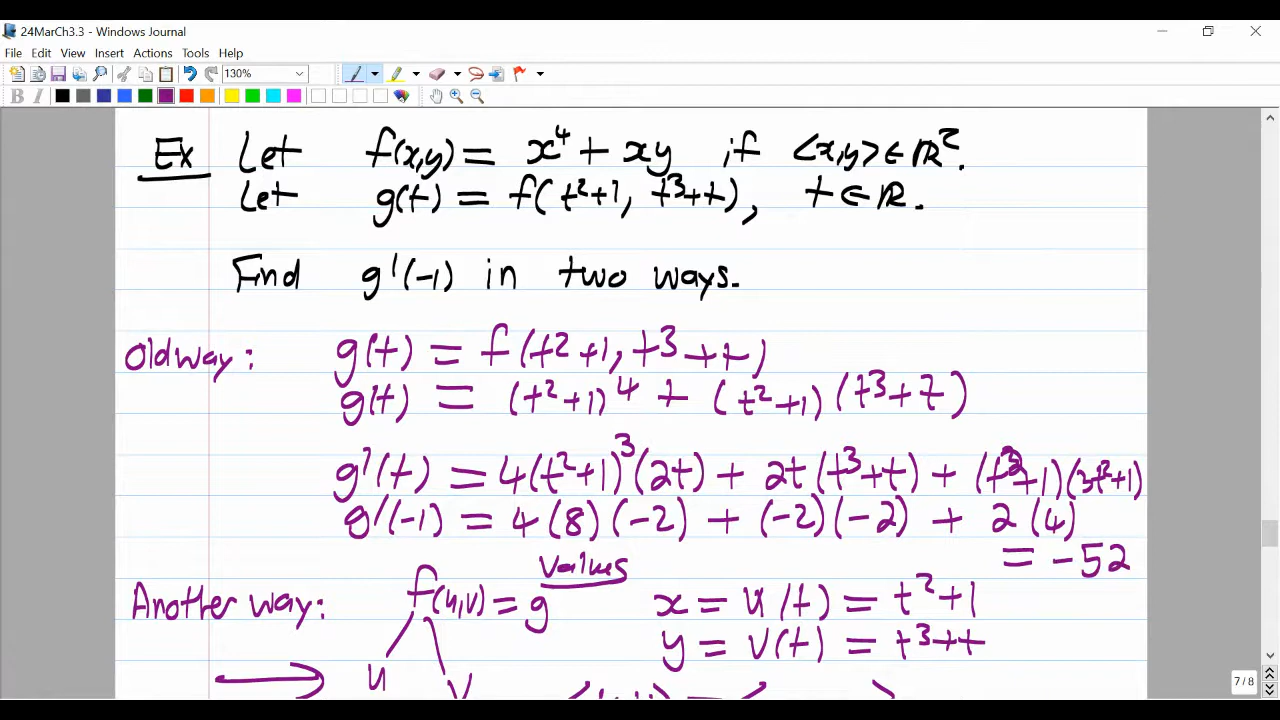 24MarCh3.3 - Windows Journal
File Edit View Insert Actions Tools Help
130%
B I
Ex Let f(x,y) = x⁴ + xy if <x,y> ∈ ℝ².
Let g(t) = f(t²+1, t³+t), t ∈ ℝ.
Find g'(-1) in two ways.
Old way: g(t) = f(t²+1, t³+t)
g(t) = (t²+1)⁴ + (t²+1)(t³+t)
g'(t) = 4(t²+1)³(2t) + 2t(t³+t) + (t²+1)(3t²+1)
g'(-1) = 4(8)(-2) + (-2)(-2) + 2(4)
= -52
values
Another way: f(u,v) = g x = u(t) = t²+1
y = v(t) = t³+t
u v
7 / 8